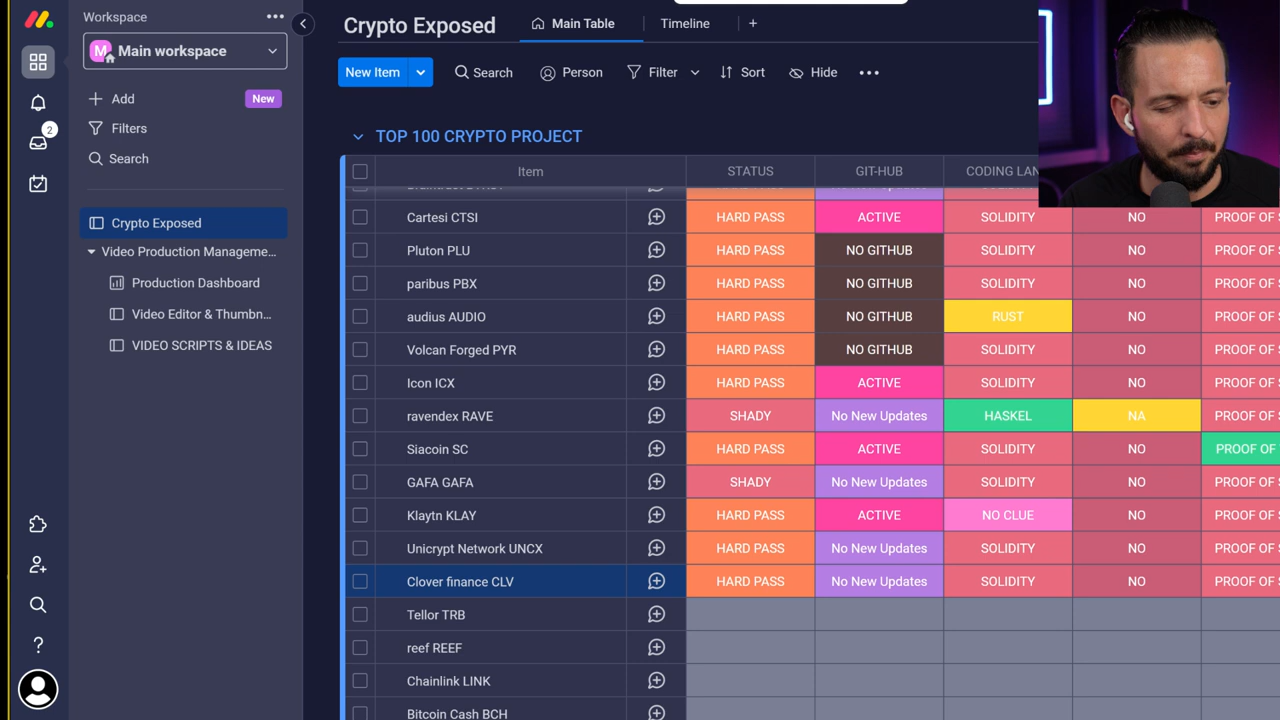 Workspace
M Main workspace
Add New
Filters
Search
Crypto Exposed
Video Production Manageme...
Production Dashboard
Video Editor & Thumbn...
VIDEO SCRIPTS & IDEAS
2
?
Crypto Exposed
Main Table
Timeline
New Item
Search
Person
Filter
Sort
Hide
TOP 100 CRYPTO PROJECT
Item STATUS GIT-HUB CODING LAN
Cartesi CTSI HARD PASS ACTIVE SOLIDITY NO PROOF OF
Pluton PLU HARD PASS NO GITHUB SOLIDITY NO PROOF OF
paribus PBX HARD PASS NO GITHUB SOLIDITY NO PROOF OF
audius AUDIO HARD PASS NO GITHUB RUST NO PROOF OF
Volcan Forged PYR HARD PASS NO GITHUB SOLIDITY NO PROOF OF
Icon ICX HARD PASS ACTIVE SOLIDITY NO PROOF OF
ravendex RAVE SHADY No New Updates HASKEL NA PROOF OF
Siacoin SC HARD PASS ACTIVE SOLIDITY NO PROOF OF
GAFA GAFA SHADY No New Updates SOLIDITY NO PROOF OF
Klaytn KLAY HARD PASS ACTIVE NO CLUE NO PROOF OF
Unicrypt Network UNCX HARD PASS No New Updates SOLIDITY NO PROOF OF
Clover finance CLV HARD PASS No New Updates SOLIDITY NO PROOF OF
Tellor TRB
reef REEF
Chainlink LINK
Bitcoin Cash BCH